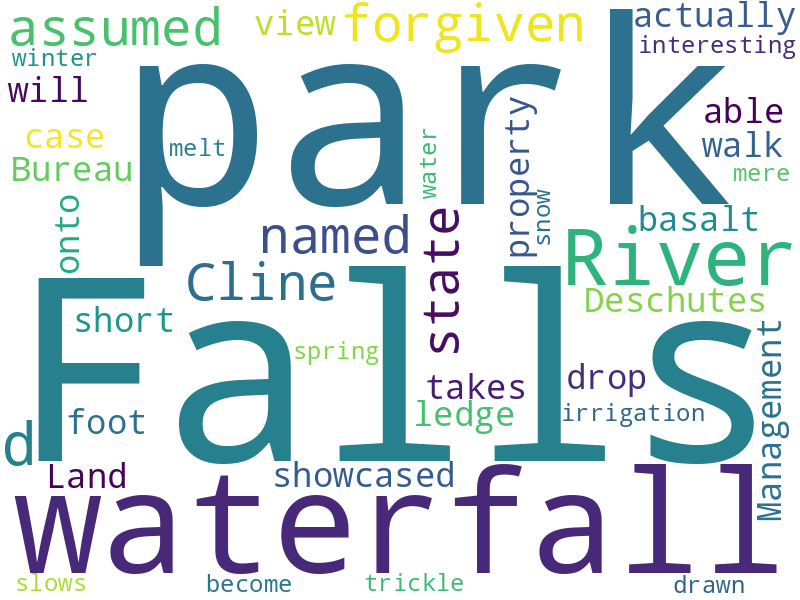 assumed
view
forgiven
actually
winter
interesting
will
park
able
case
melt
water
property
walk
Bureau
mere
onto
named
state
snow
basalt
River
Cline
Deschutes
short
Falls
spring
takes
drop
Management
d
foot
ledge
irrigation
Land
showcased
Waterfall
slows
become
trickle
drawn